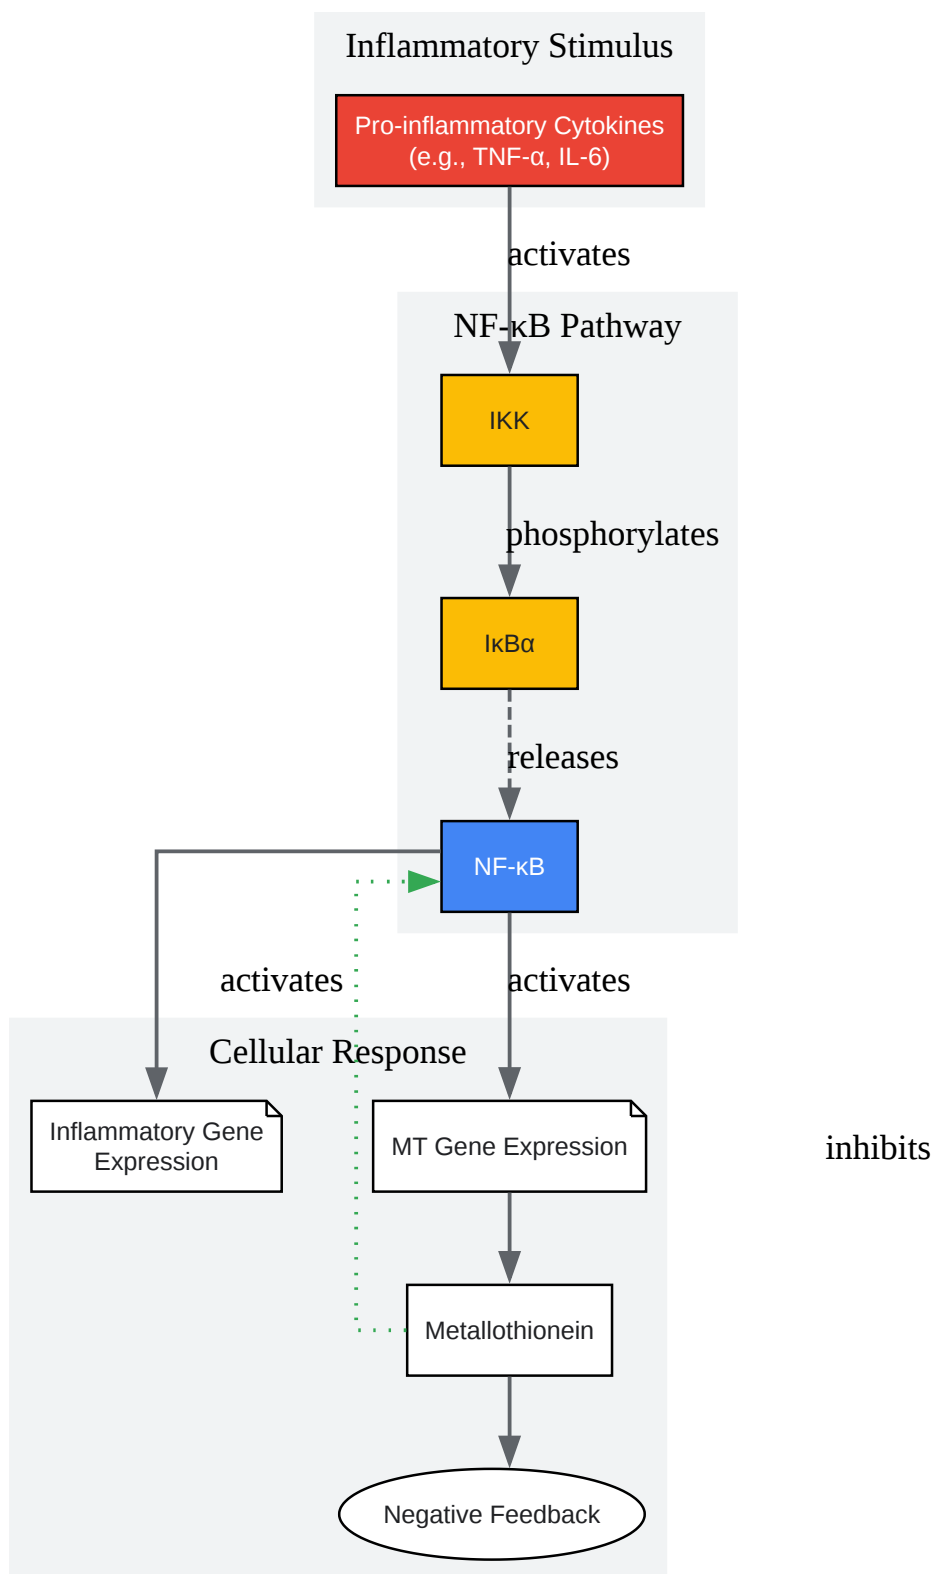 Inflammatory Stimulus
Pro-inflammatory Cytokines
(e.g., TNF-α, IL-6)
activates
NF-κB Pathway
IKK
phosphorylates
IκBα
releases
NF-κB
activates
activates
Cellular Response
Inflammatory Gene
Expression
MT Gene Expression
inhibits
Metallothionein
Negative Feedback